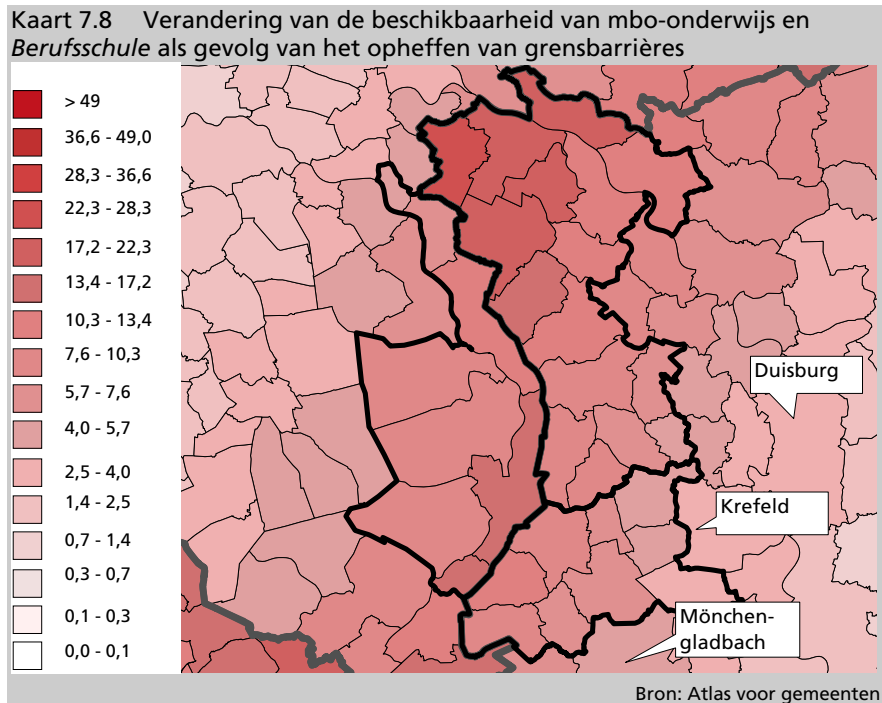 Kaart 7.8 Verandering van de beschikbaarheid van mbo-onderwijs en
Berufsschule als gevolg van het opheffen van grensbarrières
> 49
36,6 - 49,0
28,3 - 36,6
22,3 - 28,3
17,2 - 22,3
13,4 - 17,2
10,3 - 13,4
7,6 - 10,3
5,7 - 7,6
4,0 - 5,7
2,5 - 4,0
1,4 - 2,5
0,7 - 1,4
0,3 - 0,7
0,1 - 0,3
0,0 - 0,1
Duisburg
Krefeld
Mönchen-
gladbach
Bron: Atlas voor gemeenten